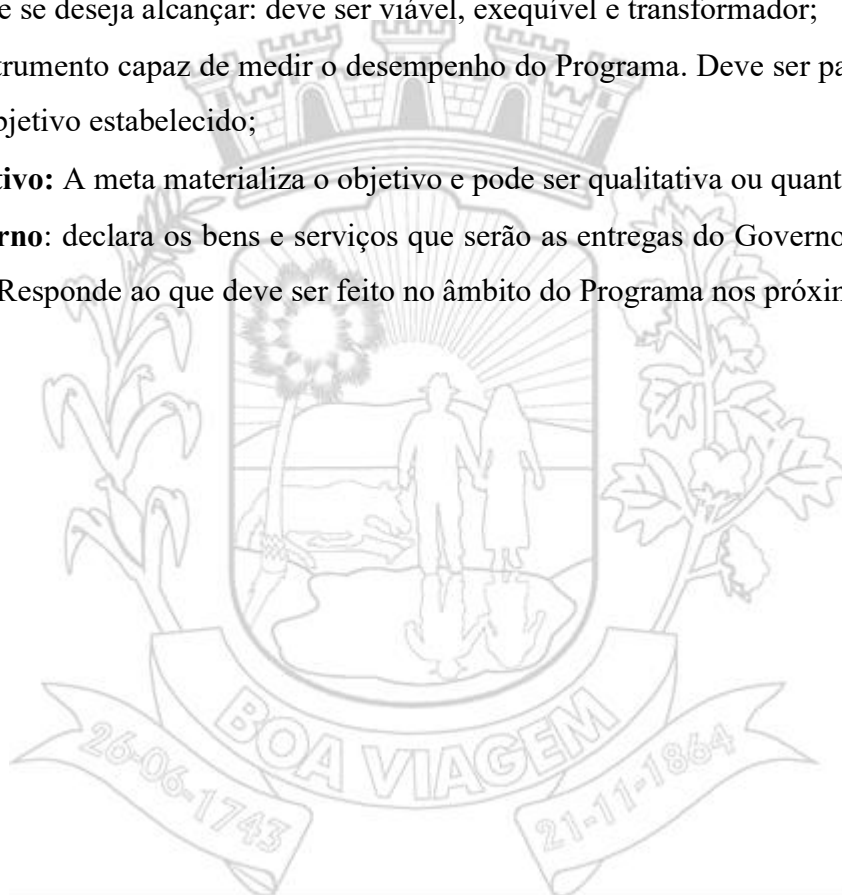 e se deseja alcançar: deve ser viável, exequível e transformador;
trumento capaz de medir o desempenho do Programa. Deve ser pa
bjetivo estabelecido;
tivo: A meta materializa o objetivo e pode ser qualitativa ou quant
rno: declara os bens e serviços que serão as entregas do Governo
Responde ao que deve ser feito no âmbito do Programa nos próxin
BOA VIAGEM
26-06-1743
21-11-1864